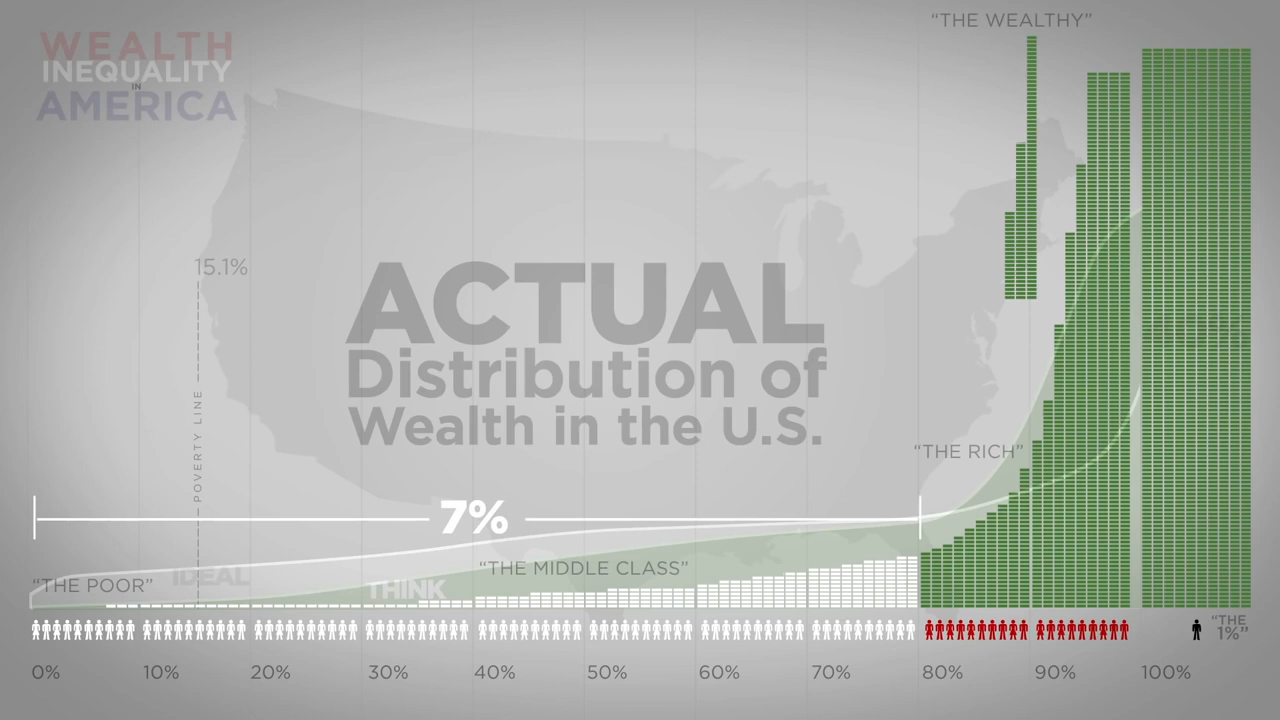 WEALTH
INEQUALITY
IN
AMERICA
“THE WEALTHY”
15.1%
POVERTY LINE
ACTUAL
Distribution of
Wealth in the U.S.
“THE RICH”
7%
“THE POOR”
IDEAL
THINK
“THE MIDDLE CLASS”
“THE
1%”
0% 10% 20% 30% 40% 50% 60% 70% 80% 90% 100%